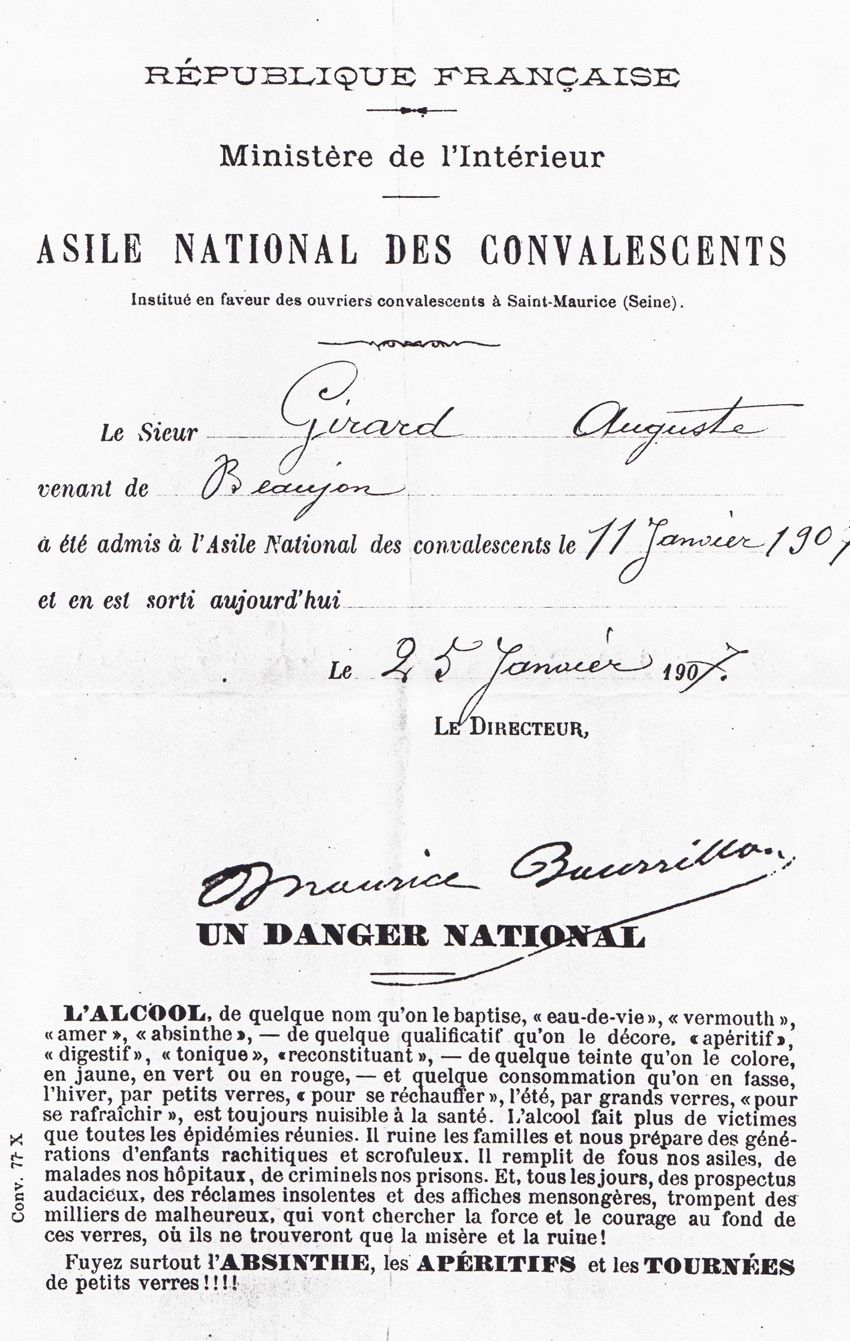 RÉPUBLIQUE FRANÇAISE
Ministère de l'Intérieur
ASILE NATIONAL DES CONVALESCENTS
Institué en faveur des ouvriers convalescents à Saint-Maurice (Seine).
Le Sieur Girard Auguste
venant de Beaujon
à été admis à l'Asile National des convalescents le 11 Janvier 1907
et en est sorti aujourd'hui
Le 25 Janvier 1907.
LE DIRECTEUR,
Maurice Bourrillon
UN DANGER NATIONAL
L'ALCOOL, de quelque nom qu'on le baptise, « eau-de-vie », « vermouth »,
« amer », « absinthe », — de quelque qualificatif qu'on le décore, « apéritif »,
« digestif », « tonique », « reconstituant », — de quelque teinte qu'on le colore,
en jaune, en vert ou en rouge, — et quelque consommation qu'on en fasse,
l'hiver, par petits verres, « pour se réchauffer », l'été, par grands verres, « pour
se rafraîchir », est toujours nuisible à la santé. L'alcool fait plus de victimes
que toutes les épidémies réunies. Il ruine les familles et nous prépare des géné-
rations d'enfants rachitiques et scrofuleux. Il remplit de fous nos asiles, de
malades nos hôpitaux, de criminels nos prisons. Et, tous les jours, des prospectus
audacieux, des réclames insolentes et des affiches mensongères, trompent des
milliers de malheureux, qui vont chercher la force et le courage au fond de
ces verres, où ils ne trouveront que la misère et la ruine !
Fuyez surtout l'ABSINTHE, les APÉRITIFS et les TOURNÉES
de petits verres !!!!
Conv. 77 X